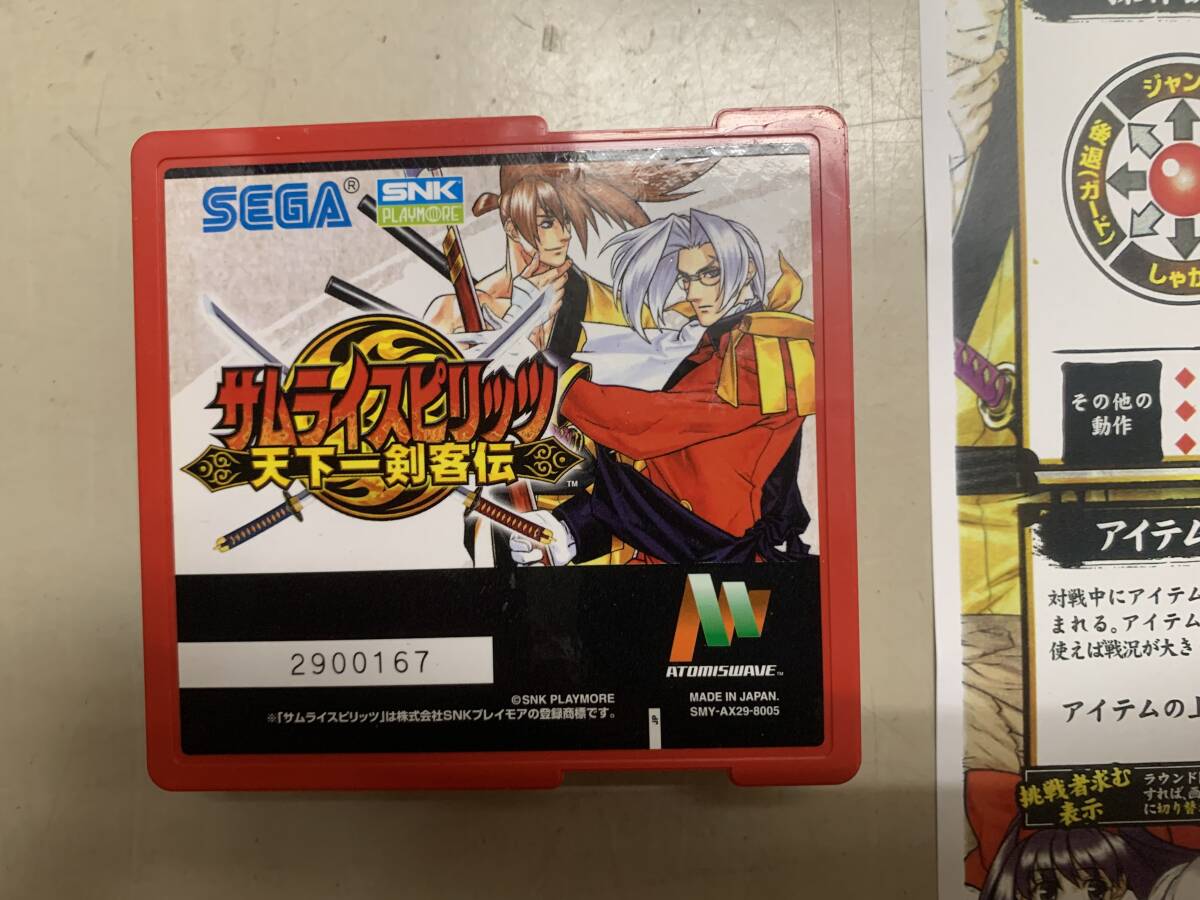 SEGA®
SNK
PLAYMORE
サムライスピリッツ
天下一剣客伝
™
2900167
ATOMISWAVE™
©SNK PLAYMORE
※「サムライスピリッツ」は株式会社SNKプレイモアの登録商標です。
MADE IN JAPAN.
SMY-AX29-8005
JP
ジャン
後退(ガード)
しゃが
その他の
動作
アイテム
対戦中にアイテム
まれる。アイテム
使えば戦況が大き
アイテムの上
挑戦者求む
表示
ラウンド
すれば、画
に切り替